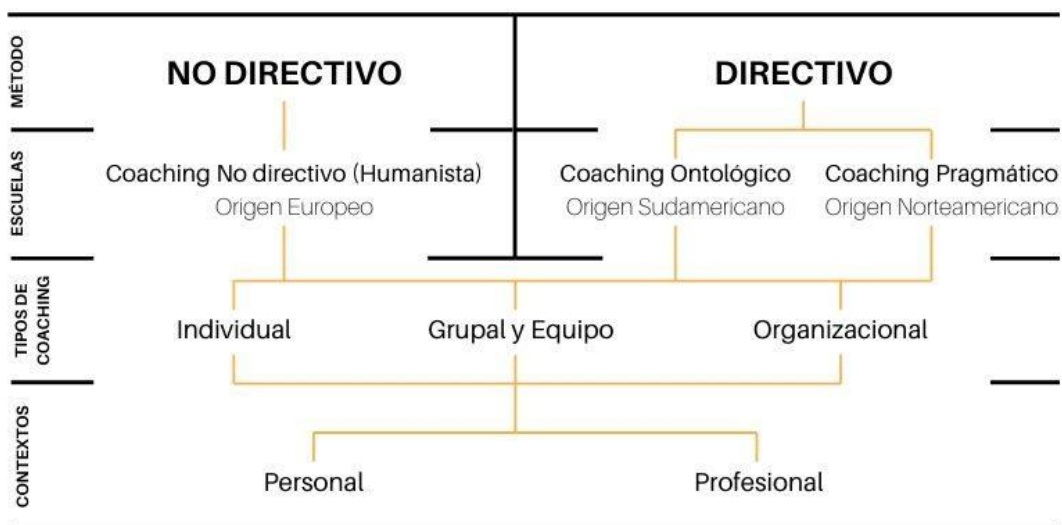 MÉTODO
NO DIRECTIVO
DIRECTIVO
ESCUELAS
Coaching No directivo (Humanista)
Origen Europeo
Coaching Ontológico
Origen Sudamericano
Coaching Pragmático
Origen Norteamericano
TIPOS DE
COACHING
Individual
Grupal y Equipo
Organizacional
CONTEXTOS
Personal
Profesional